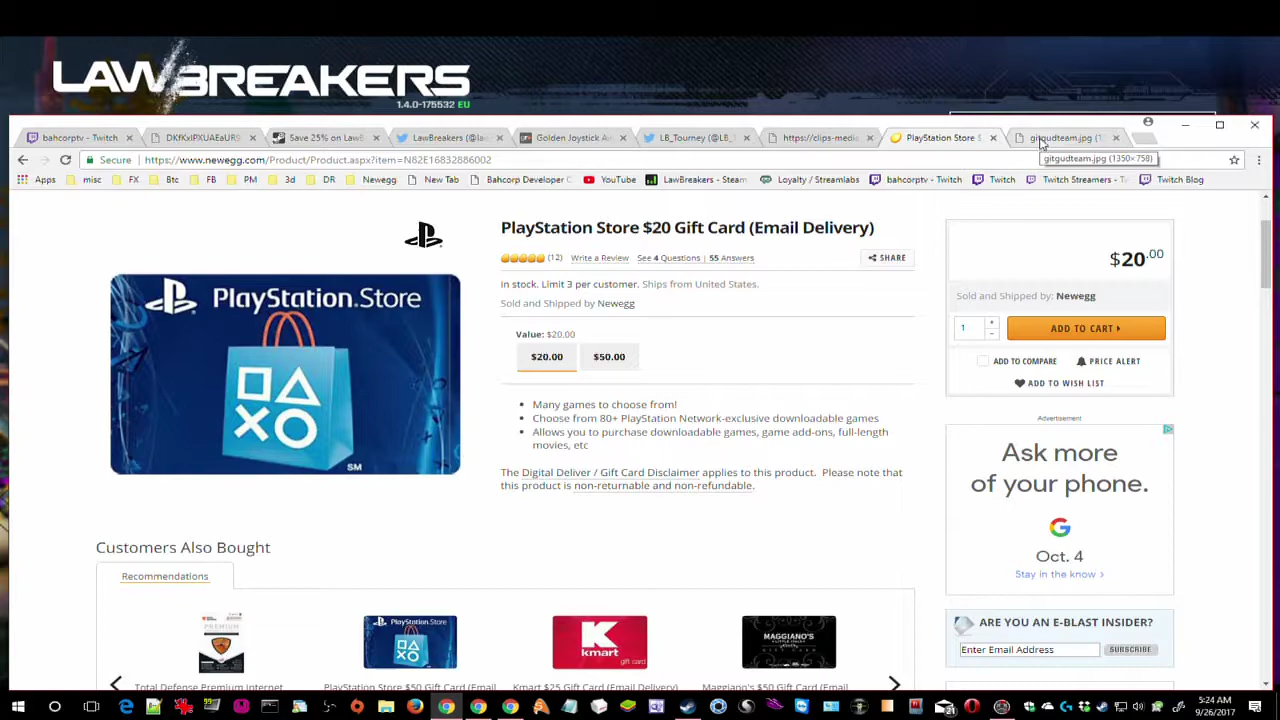 LAWBREAKERS
1.4.0-175532 EU
bahcorptv - Twitch
DKfKxlPXUAEaUR9
Save 25% on LawB
LawBreakers (@la
Golden Joystick Aw
LB_Tourney (@LB_
https://clips-media.
PlayStation Store $
gitgudteam.jpg (1
Secure
https://www.newegg.com/Product/Product.aspx?item=N82E16832886002
gitgudteam.jpg (1350×758)
Apps
misc
FX
Btc
FB
PM
3d
DR
Newegg
New Tab
Bahcorp Developer C
YouTube
LawBreakers - Steam
Loyalty / Streamlabs
bahcorptv - Twitch
Twitch
Twitch Streamers - T
Twitch Blog
PlayStation Store $20 Gift Card (Email Delivery)
(12) Write a Review See 4 Questions | 55 Answers
SHARE
In stock. Limit 3 per customer. Ships from United States.
Sold and Shipped by Newegg
Value: $20.00
$20.00
$50.00
• Many games to choose from!
• Choose from 80+ PlayStation Network-exclusive downloadable games
• Allows you to purchase downloadable games, game add-ons, full-length
movies, etc
The Digital Deliver / Gift Card Disclaimer applies to this product. Please note that
this product is non-returnable and non-refundable.
PlayStation.Store
SM
$20.00
Sold and Shipped by: Newegg
1
ADD TO CART
ADD TO COMPARE
PRICE ALERT
ADD TO WISH LIST
Advertisement
Ask more
of your phone.
G
Oct. 4
Stay in the know >
ARE YOU AN E-BLAST INSIDER?
Enter Email Address
SUBSCRIBE
Customers Also Bought
Recommendations
PREMIUM
PlayStation.Store
K
kmart
gift card
MAGGIANO'S
Total Defense Premium Internet
PlayStation Store $50 Gift Card (Email
Kmart $25 Gift Card (Email Delivery)
Maggiano's $50 Gift Card (Email
5:24 AM
9/26/2017